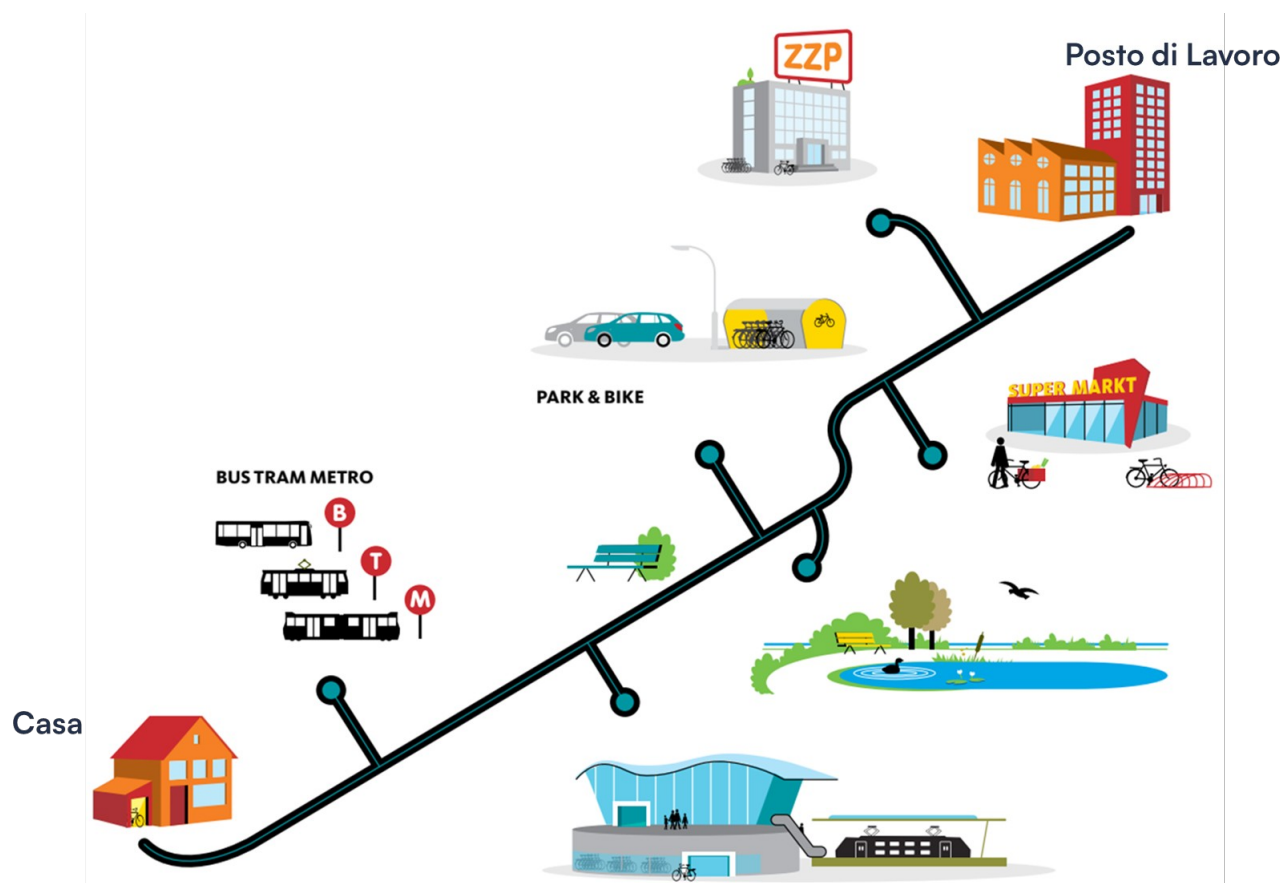 ZZP
Posto di Lavoro
PARK & BIKE
SUPER MARKT
BUS TRAM METRO
B
T
M
Casa